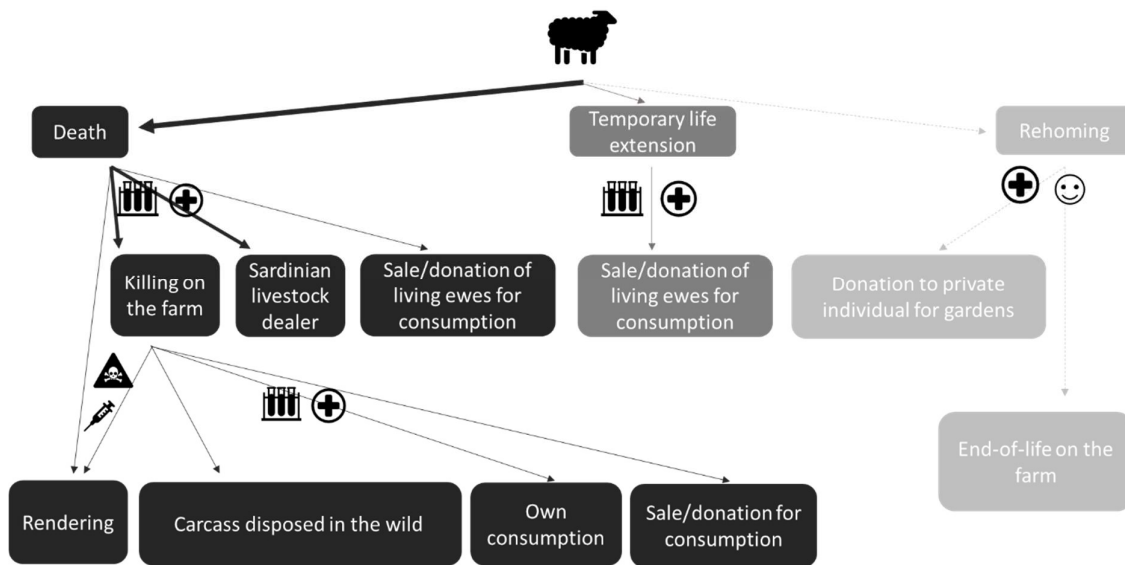 Death
Temporary life
extension
Rehoming
Killing on
the farm
Sardinian
livestock
dealer
Sale/donation of
living ewes for
consumption
Sale/donation of
living ewes for
consumption
Donation to private
individual for gardens
Rendering
Carcass disposed in the wild
Own
consumption
Sale/donation for
consumption
End-of-life on the
farm